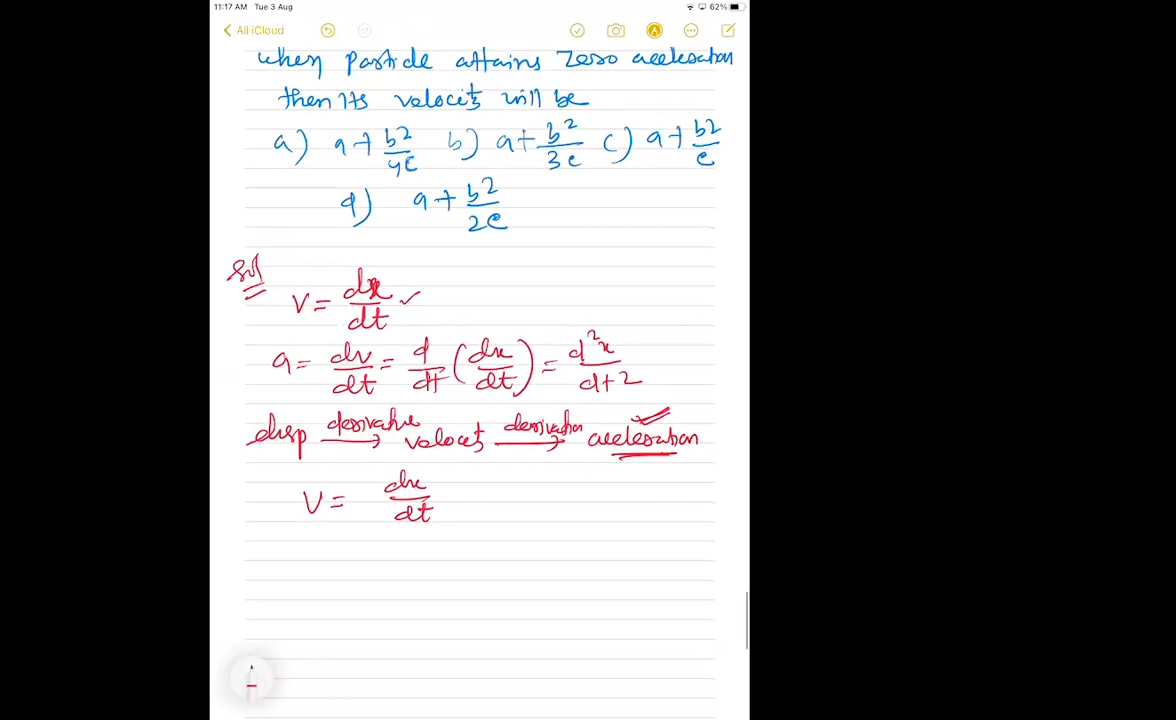 11:17 AM Tue 3 Aug 62%
All iCloud
when particle attains zero acceleration
then its velocity will be
a) a + b2/4c b) a + b²/3c c) a + b2/c
d) a + b²/2c
Sol
V = dx/dt ✓
a = dv/dt = d/dt (dx/dt) = d²x/dt2
disp derivative → velocity derivation → acceleration
V = dx/dt